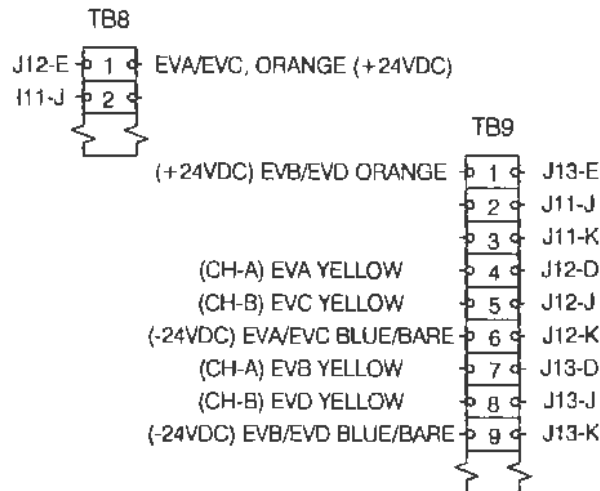 TB8
J12-E 1 EVA/EVC, ORANGE (+24VDC)
J11-J 2
TB9
(+24VDC) EVB/EVD ORANGE 1 J13-E
2 J11-J
3 J11-K
(CH-A) EVA YELLOW 4 J12-D
(CH-B) EVC YELLOW 5 J12-J
(-24VDC) EVA/EVC BLUE/BARE 6 J12-K
(CH-A) EVB YELLOW 7 J13-D
(CH-B) EVD YELLOW 8 J13-J
(-24VDC) EVB/EVD BLUE/BARE 9 J13-K